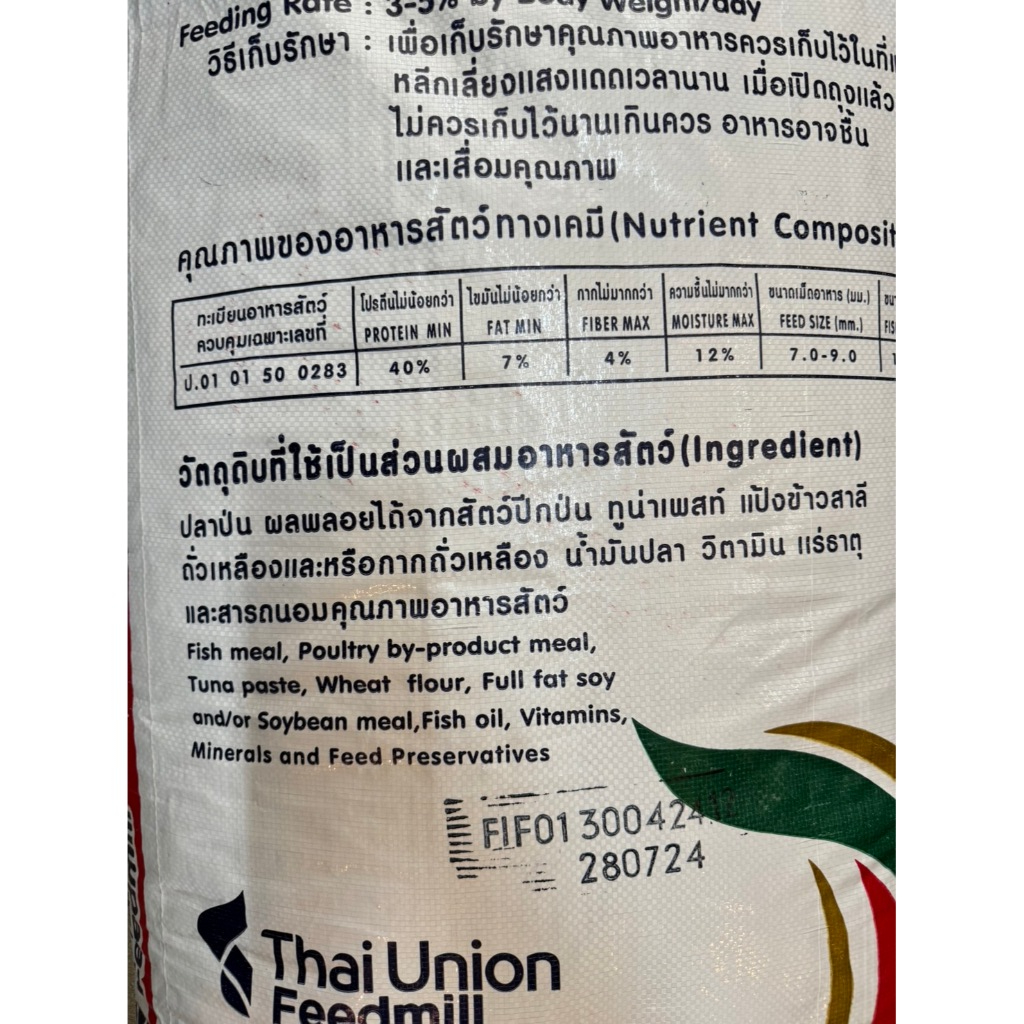 Feeding Rate : 3-5% by Body Weight/day
วิธีเก็บรักษา : เพื่อเก็บรักษาคุณภาพอาหารควรเก็บไว้ในที่
หลีกเลี่ยงแสงแดดเวลานาน เมื่อเปิดถุงแล้ว
ไม่ควรเก็บไว้นานเกินควร อาหารอาจชื้น
และเสื่อมคุณภาพ
คุณภาพของอาหารสัตว์ทางเคมี(Nutrient Composit
ทะเบียนอาหารสัตว์ โปรตีนไม่น้อยกว่า ไขมันไม่น้อยกว่า กากไม่มากกว่า ความชื้นไม่มากกว่า ขนาดเม็ดอาหาร (มม.)
ควบคุมเฉพาะเลขที่ PROTEIN MIN FAT MIN FIBER MAX MOISTURE MAX FEED SIZE (mm.) FIS
ป.01 01 50 0283 40% 7% 4% 12% 7.0-9.0
วัตถุดิบที่ใช้เป็นส่วนผสมอาหารสัตว์(Ingredient)
ปลาป่น ผลพลอยได้จากสัตว์ปีกป่น ทูน่าเพสท์ แป้งข้าวสาลี
ถั่วเหลืองและหรือกากถั่วเหลือง น้ำมันปลา วิตามิน แร่ธาตุ
และสารถนอมคุณภาพอาหารสัตว์
Fish meal, Poultry by-product meal,
Tuna paste, Wheat flour, Full fat soy
and/or Soybean meal,Fish oil, Vitamins,
Minerals and Feed Preservatives
FIF01 300424
280724
Thai Union
Feedmill